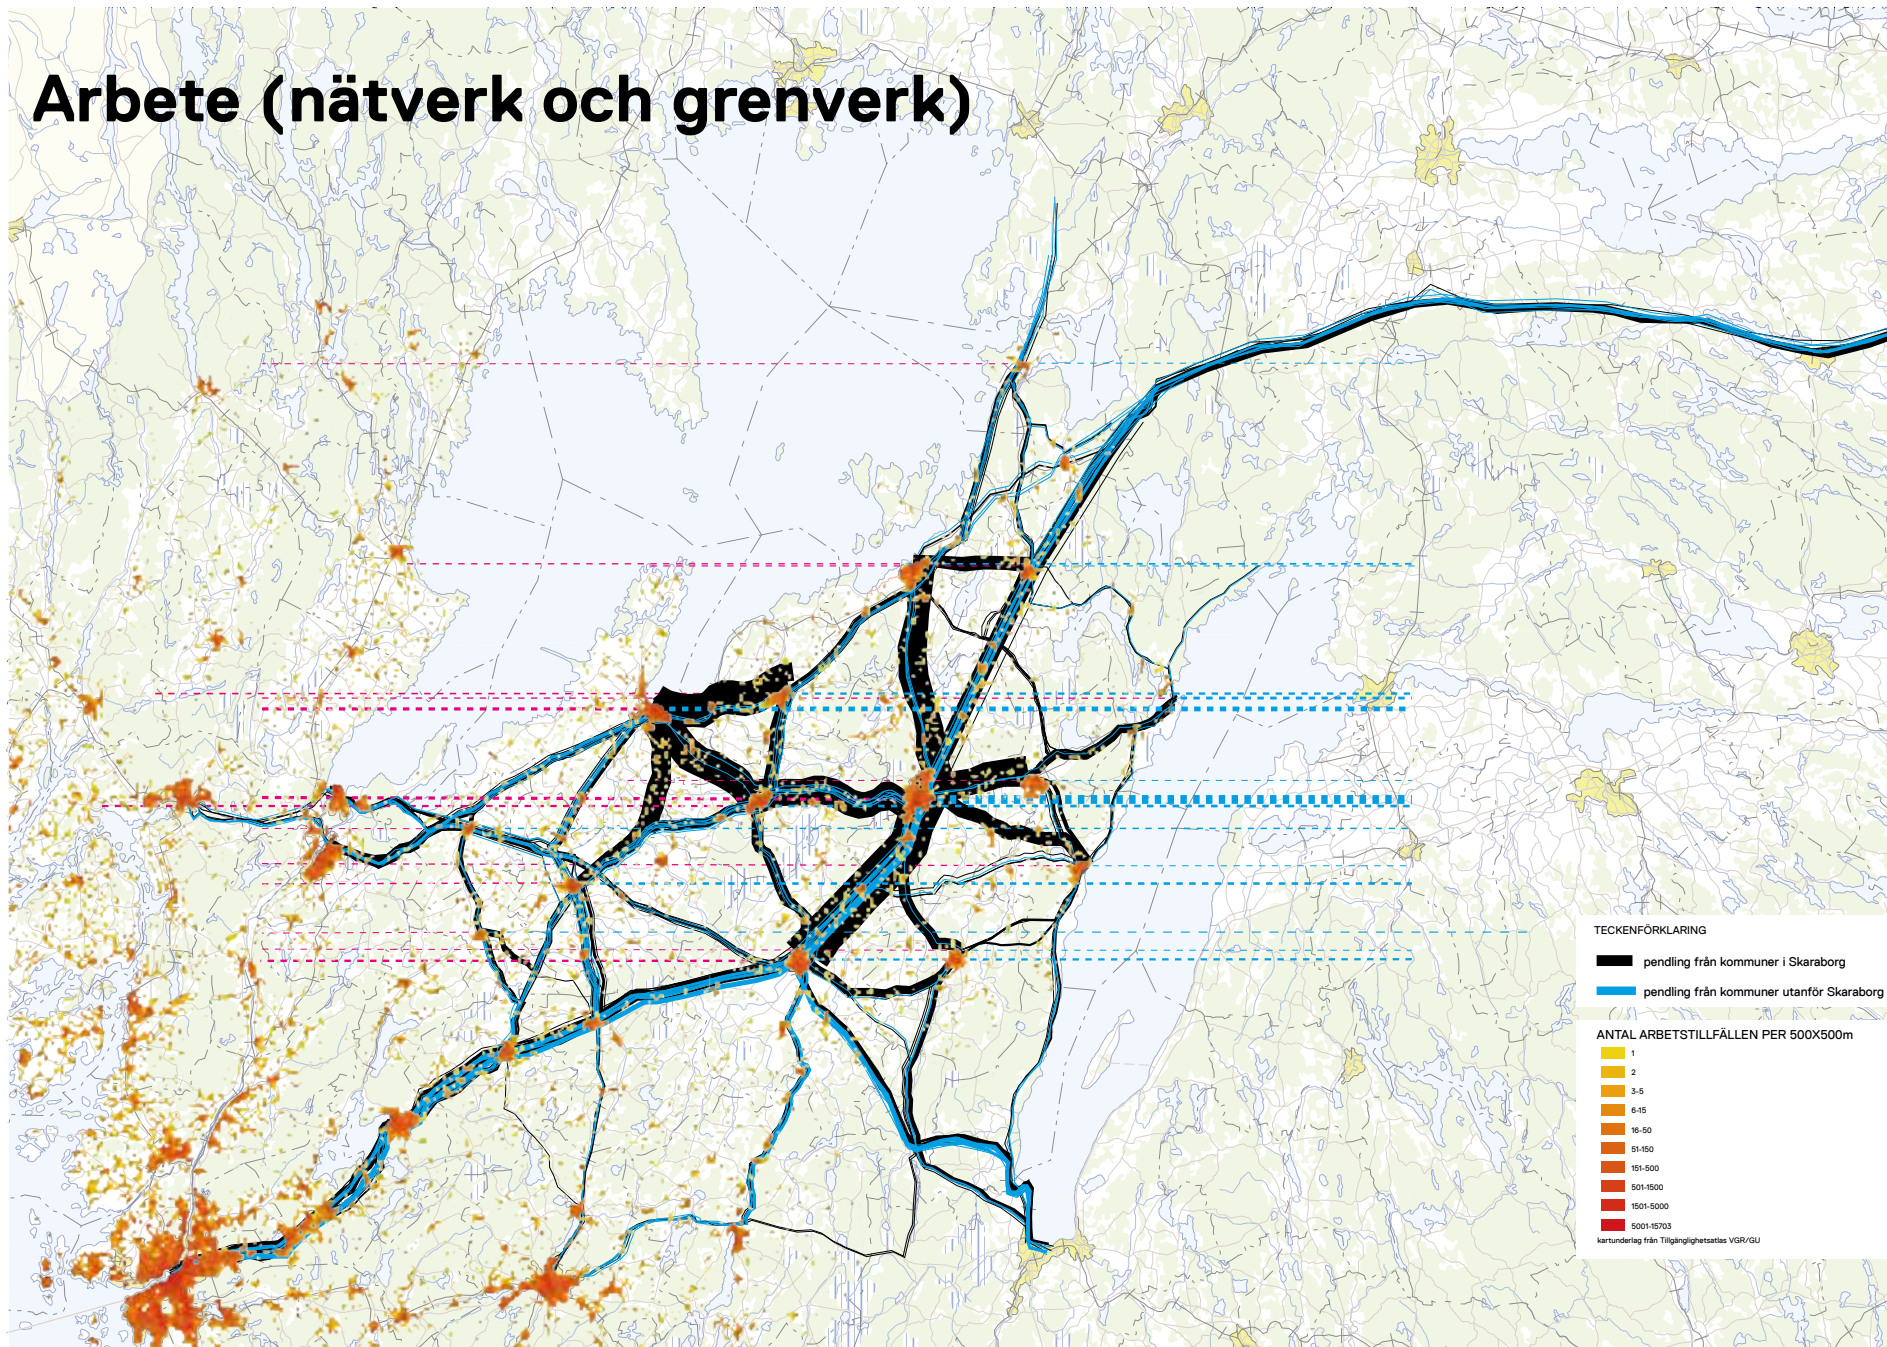 Arbete (nätverk och grenverk)
TECKENFÖRKLARING
pendling från kommuner i Skaraborg
pendling från kommuner utanför Skaraborg
ANTAL ARBETSTILLFÄLLEN PER 500X500m
1
2
3-5
6-15
16-50
51-150
151-500
501-1500
1501-5000
5001-15703
kartunderlag från Tillgänglighetsatlas VGR/GU